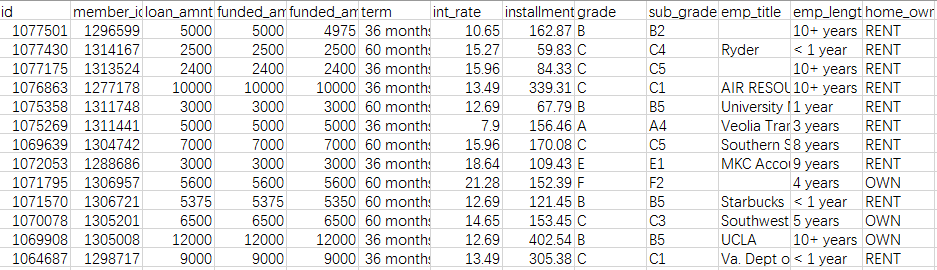 id member_id loan_amnt funded_am funded_am term int_rate installment grade sub_grade emp_title emp_lengt home_own
1077501 1296599 5000 5000 4975 36 months 10.65 162.87 B B2 10+ years RENT
1077430 1314167 2500 2500 2500 60 months 15.27 59.83 C C4 Ryder < 1 year RENT
1077175 1313524 2400 2400 2400 36 months 15.96 84.33 C C5 10+ years RENT
1076863 1277178 10000 10000 10000 36 months 13.49 339.31 C C1 AIR RESOU 10+ years RENT
1075358 1311748 3000 3000 3000 60 months 12.69 67.79 B B5 University 1 year RENT
1075269 1311441 5000 5000 5000 36 months 7.9 156.46 A A4 Veolia Tran 3 years RENT
1069639 1304742 7000 7000 7000 60 months 15.96 170.08 C C5 Southern S 8 years RENT
1072053 1288686 3000 3000 3000 36 months 18.64 109.43 E E1 MKC Accou 9 years RENT
1071795 1306957 5600 5600 5600 60 months 21.28 152.39 F F2 4 years OWN
1071570 1306721 5375 5375 5350 60 months 12.69 121.45 B B5 Starbucks < 1 year RENT
1070078 1305201 6500 6500 6500 60 months 14.65 153.45 C C3 Southwest 5 years OWN
1069908 1305008 12000 12000 12000 36 months 12.69 402.54 B B5 UCLA 10+ years OWN
1064687 1298717 9000 9000 9000 36 months 13.49 305.38 C C1 Va. Dept o < 1 year RENT